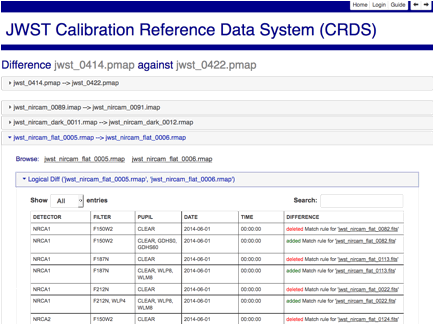 Home Login Guide
JWST Calibration Reference Data System (CRDS)
Difference jwst_0414.pmap against jwst_0422.pmap
jwst_0414.pmap --> jwst_0422.pmap
jwst_nircam_0089.imap --> jwst_nircam_0091.imap
jwst_nircam_dark_0011.rmap --> jwst_nircam_dark_0012.rmap
jwst_nircam_flat_0005.rmap --> jwst_nircam_flat_0006.rmap
Browse: jwst_nircam_flat_0005.rmap jwst_nircam_flat_0006.rmap
Logical Diff ('jwst_nircam_flat_0005.rmap', 'jwst_nircam_flat_0006.rmap')
Show All entries Search:
DETECTOR FILTER PUPIL DATE TIME DIFFERENCE
NRCA1 F150W2 CLEAR 2014-06-01 00:00:00 deleted Match rule for 'jwst_nircam_flat_0082.fits'
NRCA1 F150W2 CLEAR, GDHS0, GDHS60 2014-06-01 00:00:00 added Match rule for 'jwst_nircam_flat_0082.fits'
NRCA1 F187N CLEAR 2014-06-01 00:00:00 deleted Match rule for 'jwst_nircam_flat_0113.fits'
NRCA1 F187N CLEAR, WLP8, WLM8 2014-06-01 00:00:00 added Match rule for 'jwst_nircam_flat_0113.fits'
NRCA1 F212N CLEAR 2014-06-01 00:00:00 deleted Match rule for 'jwst_nircam_flat_0022.fits'
NRCA1 F212N, WLP4 CLEAR, WLP8, WLM8 2014-06-01 00:00:00 added Match rule for 'jwst_nircam_flat_0022.fits'
NRCA2 F150W2 CLEAR 2014-06-01 00:00:00 deleted Match rule for 'jwst_nircam_flat_0124.fits'